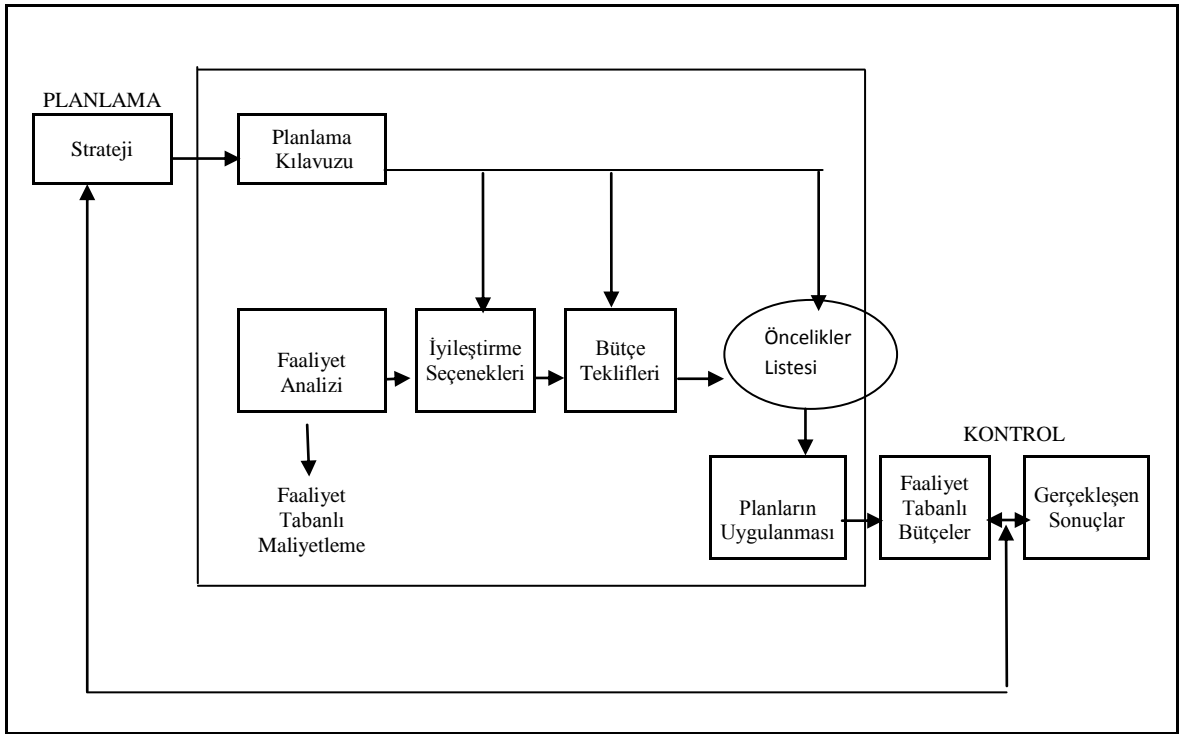 PLANLAMA
Strateji
Planlama
Kılavuzu
Faaliyet
Analizi
İyileştirme
Seçenekleri
Bütçe
Teklifleri
Öncelikler
Listesi
Faaliyet
Tabanlı
Maliyetleme
Planların
Uygulanması
KONTROL
Faaliyet
Tabanlı
Bütçeler
Gerçekleşen
Sonuçlar